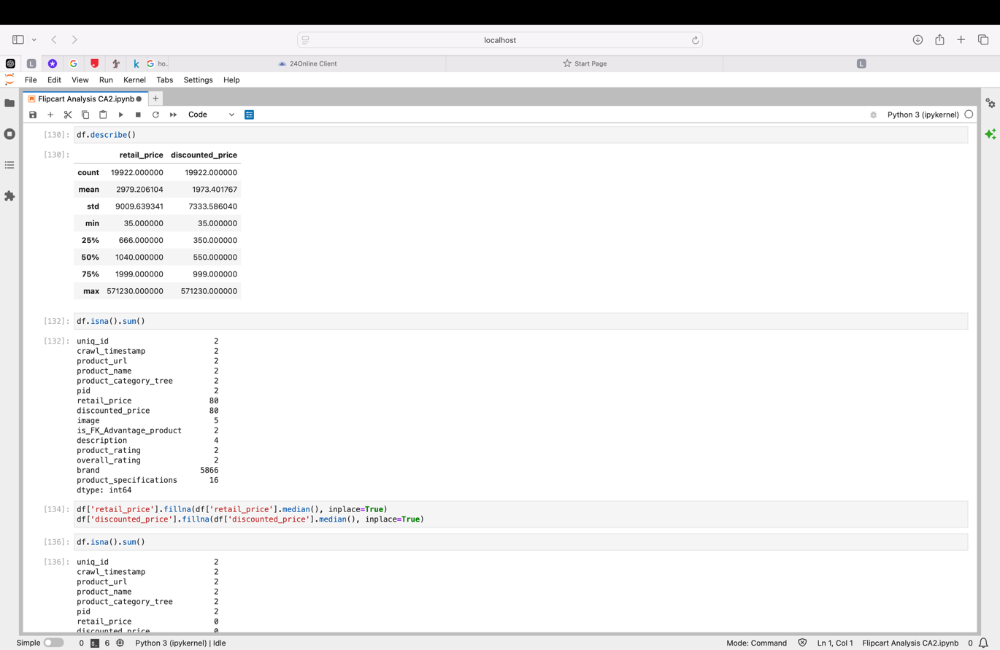 localhost
L
G
k
G ho..
24Online Client
Start Page
L
File Edit View Run Kernel Tabs Settings Help
Flipcart Analysis CA2.ipynb
Code
Python 3 (ipykernel)
[130]: df.describe()
[130]: retail_price discounted_price
count 19922.000000 19922.000000
mean 2979.206104 1973.401767
std 9009.639341 7333.586040
min 35.000000 35.000000
25% 666.000000 350.000000
50% 1040.000000 550.000000
75% 1999.000000 999.000000
max 571230.000000 571230.000000
[132]: df.isna().sum()
[132]: uniq_id 2
crawl_timestamp 2
product_url 2
product_name 2
product_category_tree 2
pid 2
retail_price 80
discounted_price 80
image 5
is_FK_Advantage_product 2
description 4
product_rating 2
overall_rating 2
brand 5866
product_specifications 16
dtype: int64
[134]: df['retail_price'].fillna(df['retail_price'].median(), inplace=True)
df['discounted_price'].fillna(df['discounted_price'].median(), inplace=True)
[136]: df.isna().sum()
[136]: uniq_id 2
crawl_timestamp 2
product_url 2
product_name 2
product_category_tree 2
pid 2
retail_price 0
discounted_price 0
Simple 0 $_ 6 Python 3 (ipykernel) | Idle Mode: Command Ln 1, Col 1 Flipcart Analysis CA2.ipynb 0